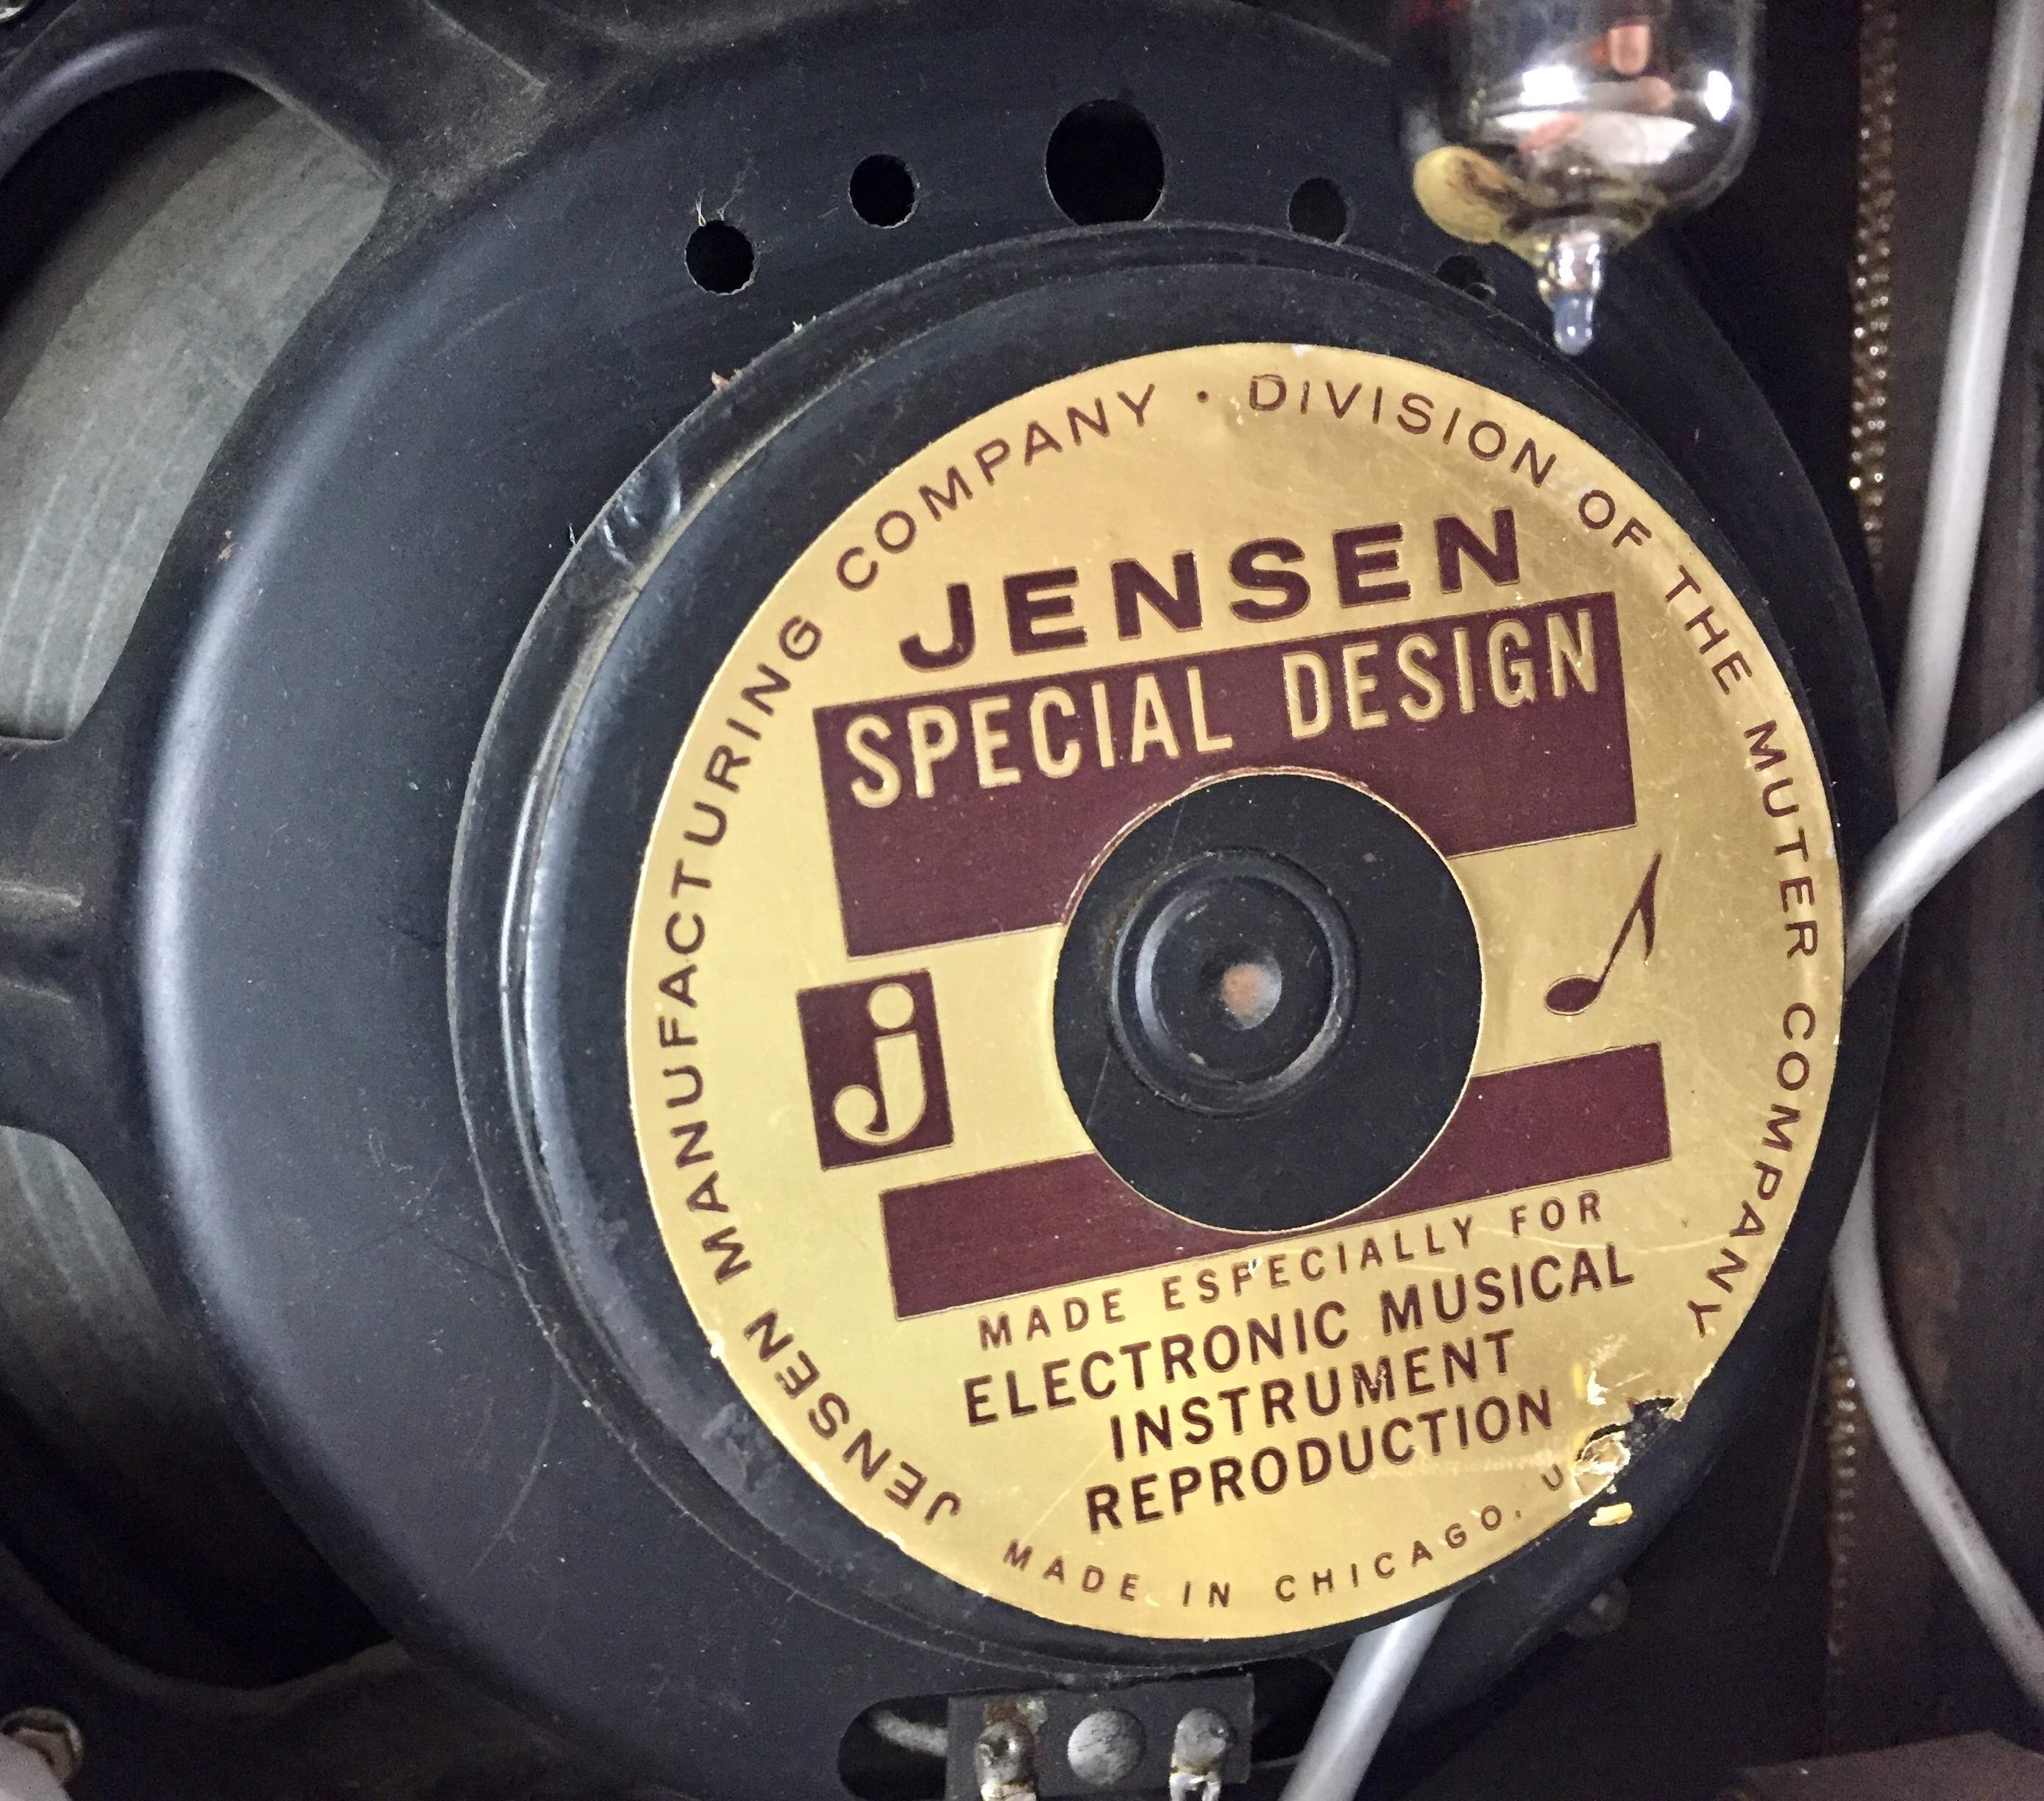 JENSEN MANUFACTURING COMPANY · DIVISION OF THE MUTER COMPANY
JENSEN
SPECIAL DESIGN
j
MADE ESPECIALLY FOR
ELECTRONIC MUSICAL
INSTRUMENT
REPRODUCTION
MADE IN CHICAGO,